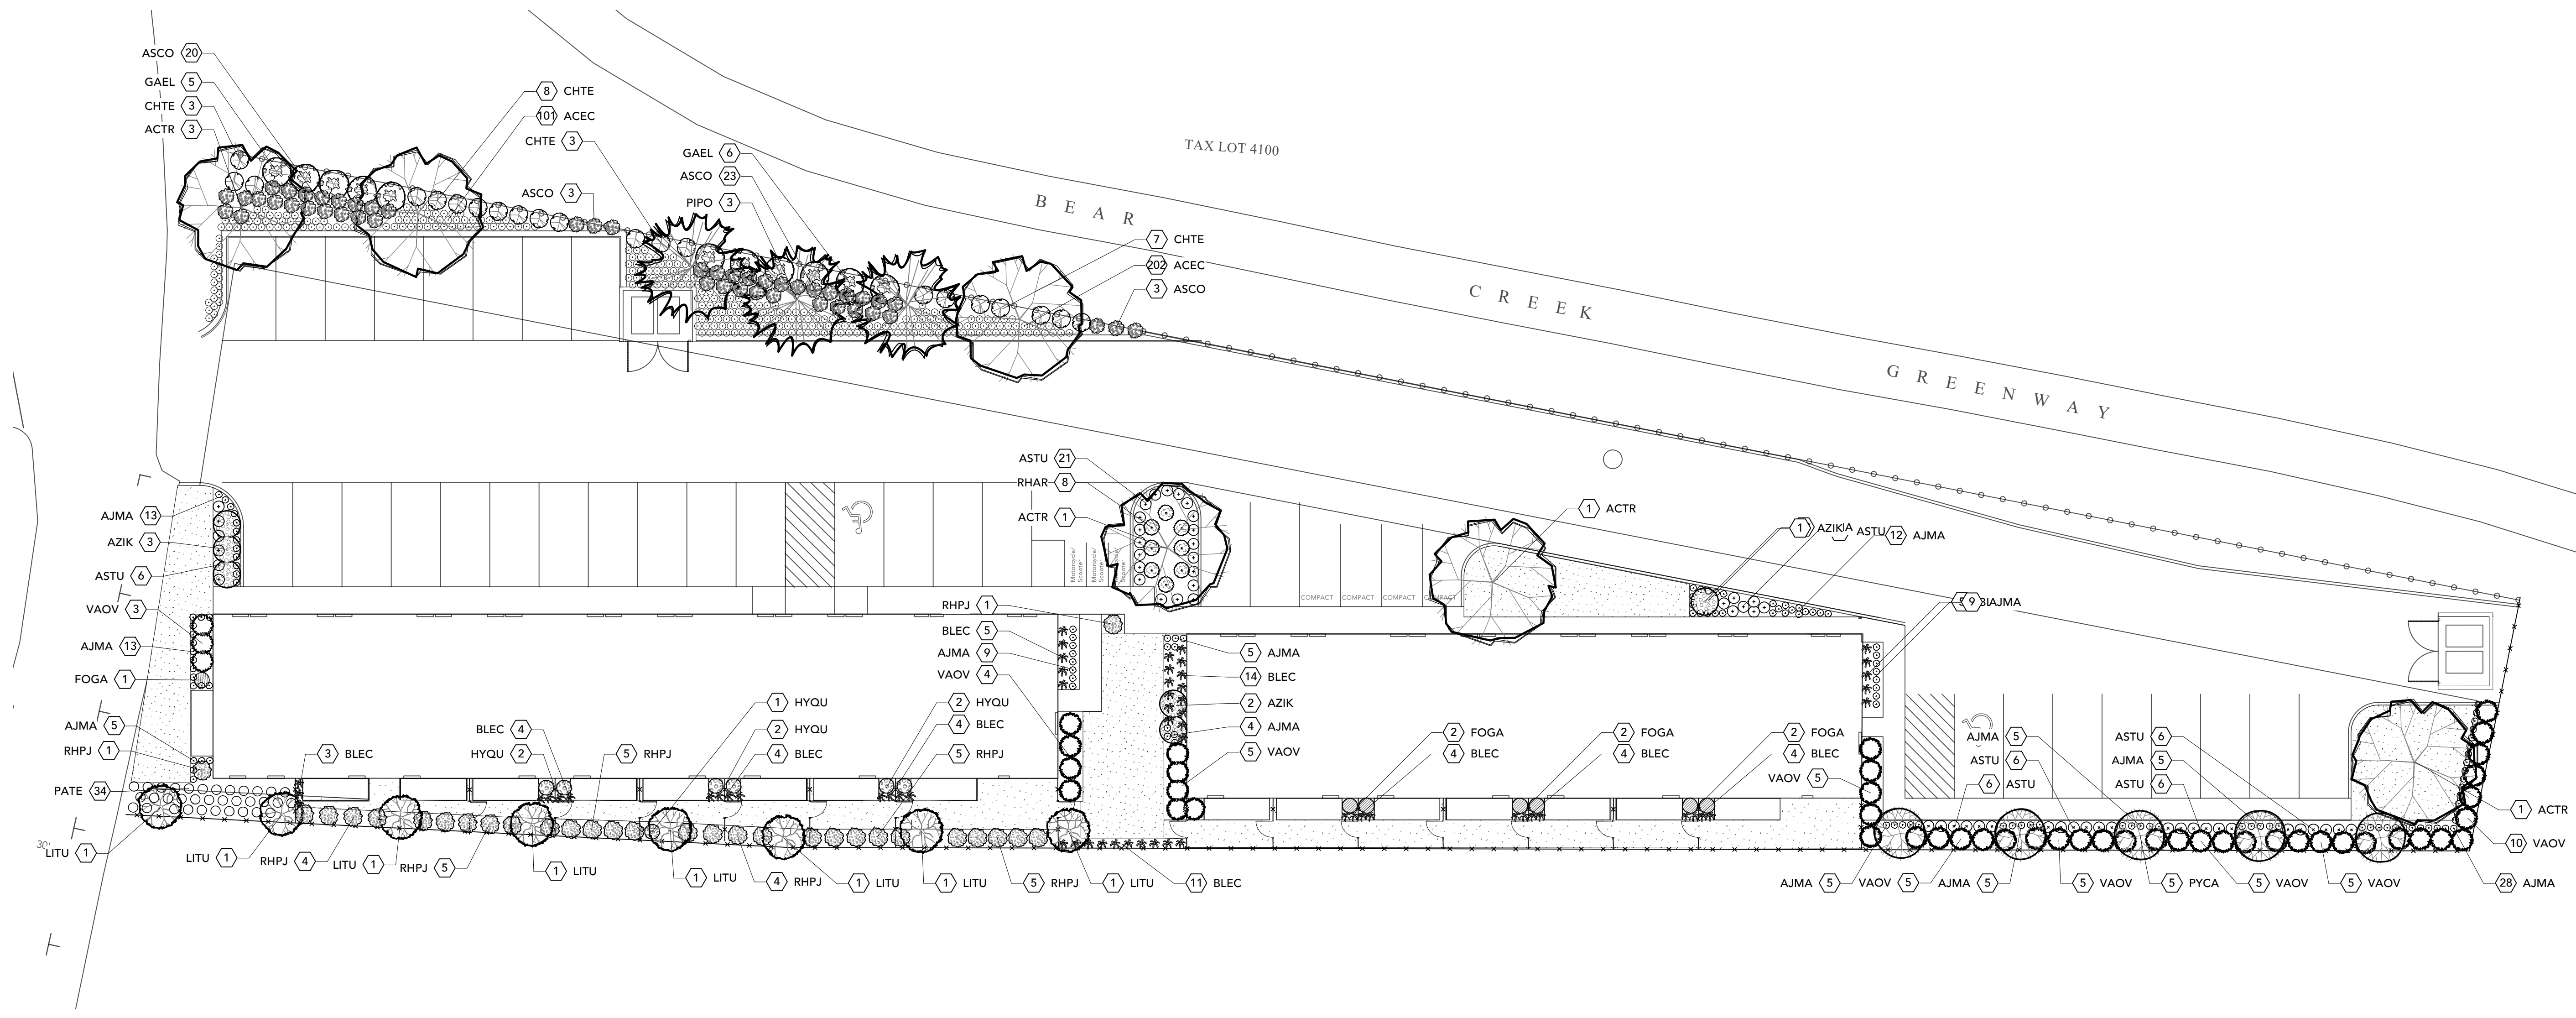 ASCO 20
GAEL 5
CHTE 3
ACTR 3
8 CHTE
101 ACEC
CHTE 3
ASCO 3
GAEL 6
ASCO 23
PIPO 3
TAX LOT 4100
BEAR
CREEK
GREENWAY
7 CHTE
202 ACEC
3 ASCO
ASTU 21
RHAR 8
ACTR 1
1 ACTR
1 AZIK
ASTU 12 AJMA
AJMA 13
AZIK 3
ASTU 6
VAOV 3
AJMA 13
FOGA 1
AJMA 5
RHPJ 1
PATE 34
30'
LITU 1
Motorcycle/
Scooter
Motorcycle/
Scooter
Scooter
COMPACT
COMPACT
COMPACT
COMPACT
RHPJ 1
BLEC 5
AJMA 9
VAOV 4
5 AJMA
14 BLEC
2 AZIK
4 AJMA
5 VAOV
9 AJMA
3 BLEC
BLEC 4
HYQU 2
5 RHPJ
1 HYQU
2 HYQU
4 BLEC
2 HYQU
4 BLEC
5 RHPJ
2 FOGA
4 BLEC
2 FOGA
4 BLEC
2 FOGA
4 BLEC
VAOV 5
AJMA 5
ASTU 6
6 ASTU
ASTU 6
AJMA 5
ASTU 6
1 ACTR
10 VAOV
28 AJMA
LITU 1
RHPJ 4
LITU 1
RHPJ 5
1 LITU
1 LITU
4 RHPJ
1 LITU
1 LITU
5 RHPJ
1 LITU
11 BLEC
AJMA 5
VAOV 5
AJMA 5
5 VAOV
5 PYCA
5 VAOV
5 VAOV